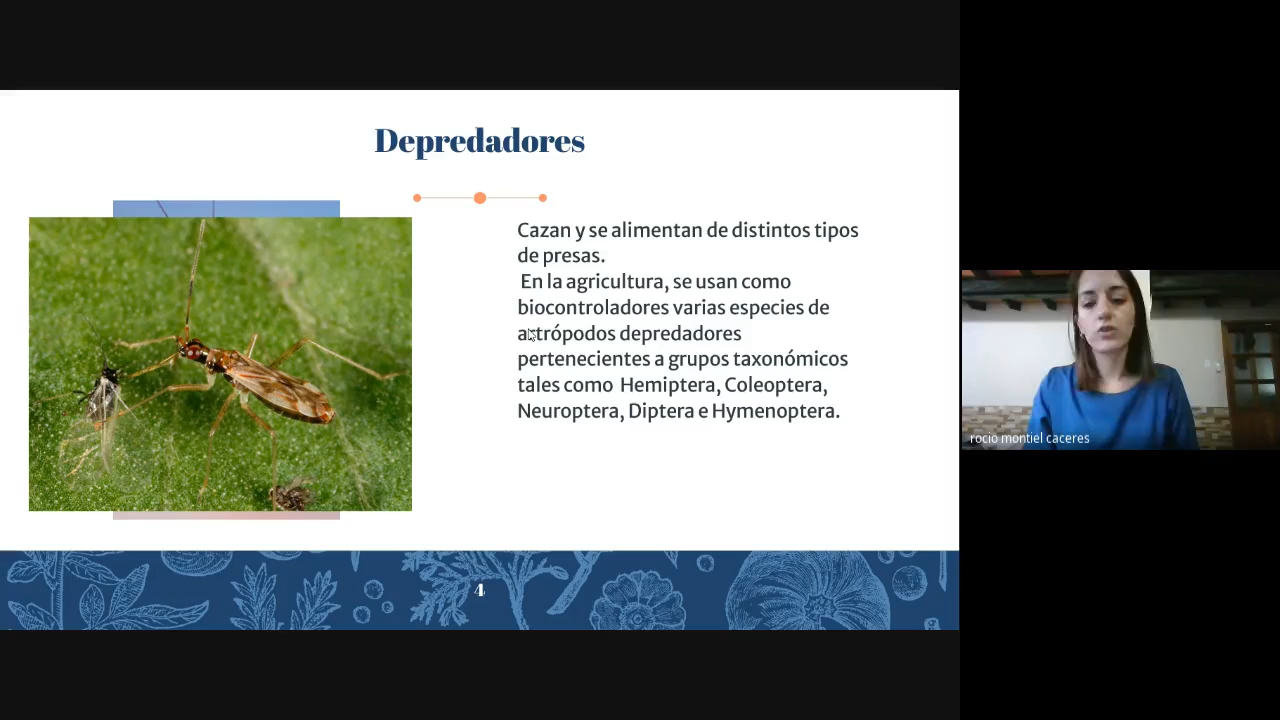 Depredadores
Cazan y se alimentan de distintos tipos
de presas.
En la agricultura, se usan como
biocontroladores varias especies de
artrópodos depredadores
pertenecientes a grupos taxonómicos
tales como Hemiptera, Coleoptera,
Neuroptera, Diptera e Hymenoptera.
4
rocio montiel caceres